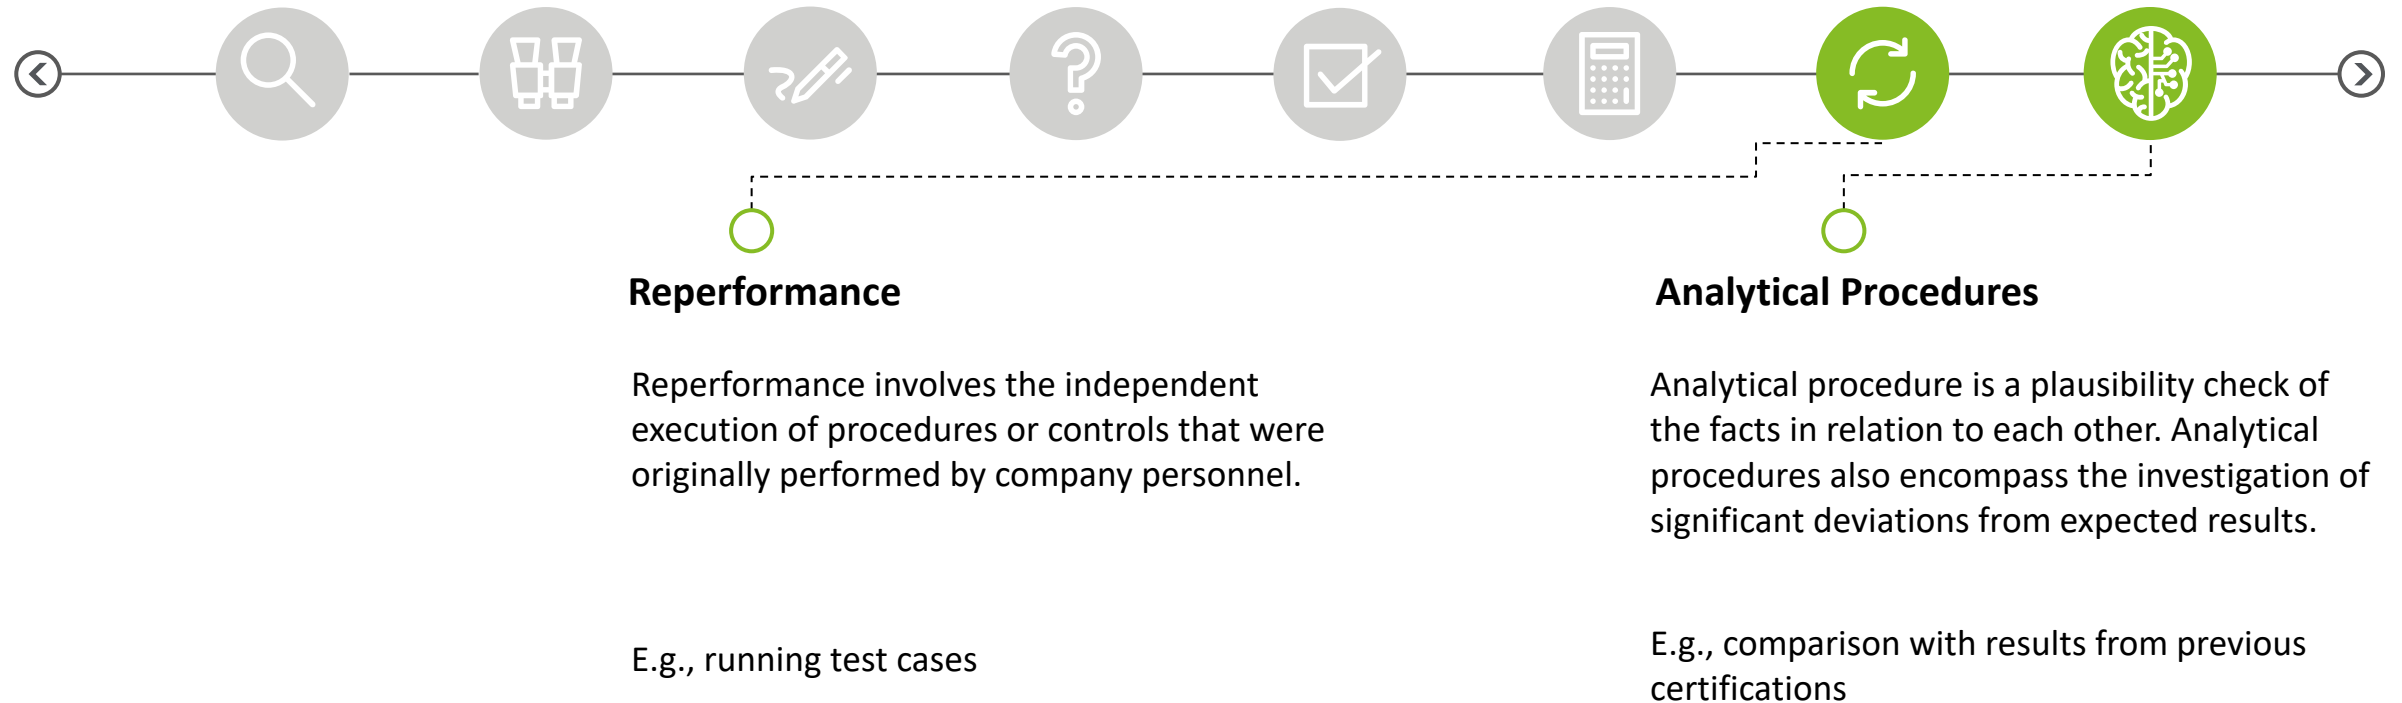 Reperformance
Reperformance involves the independent
execution of procedures or controls that were
originally performed by company personnel.
E.g., running test cases
Analytical Procedures
Analytical procedure is a plausibility check of
the facts in relation to each other. Analytical
procedures also encompass the investigation of
significant deviations from expected results.
E.g., comparison with results from previous
certifications